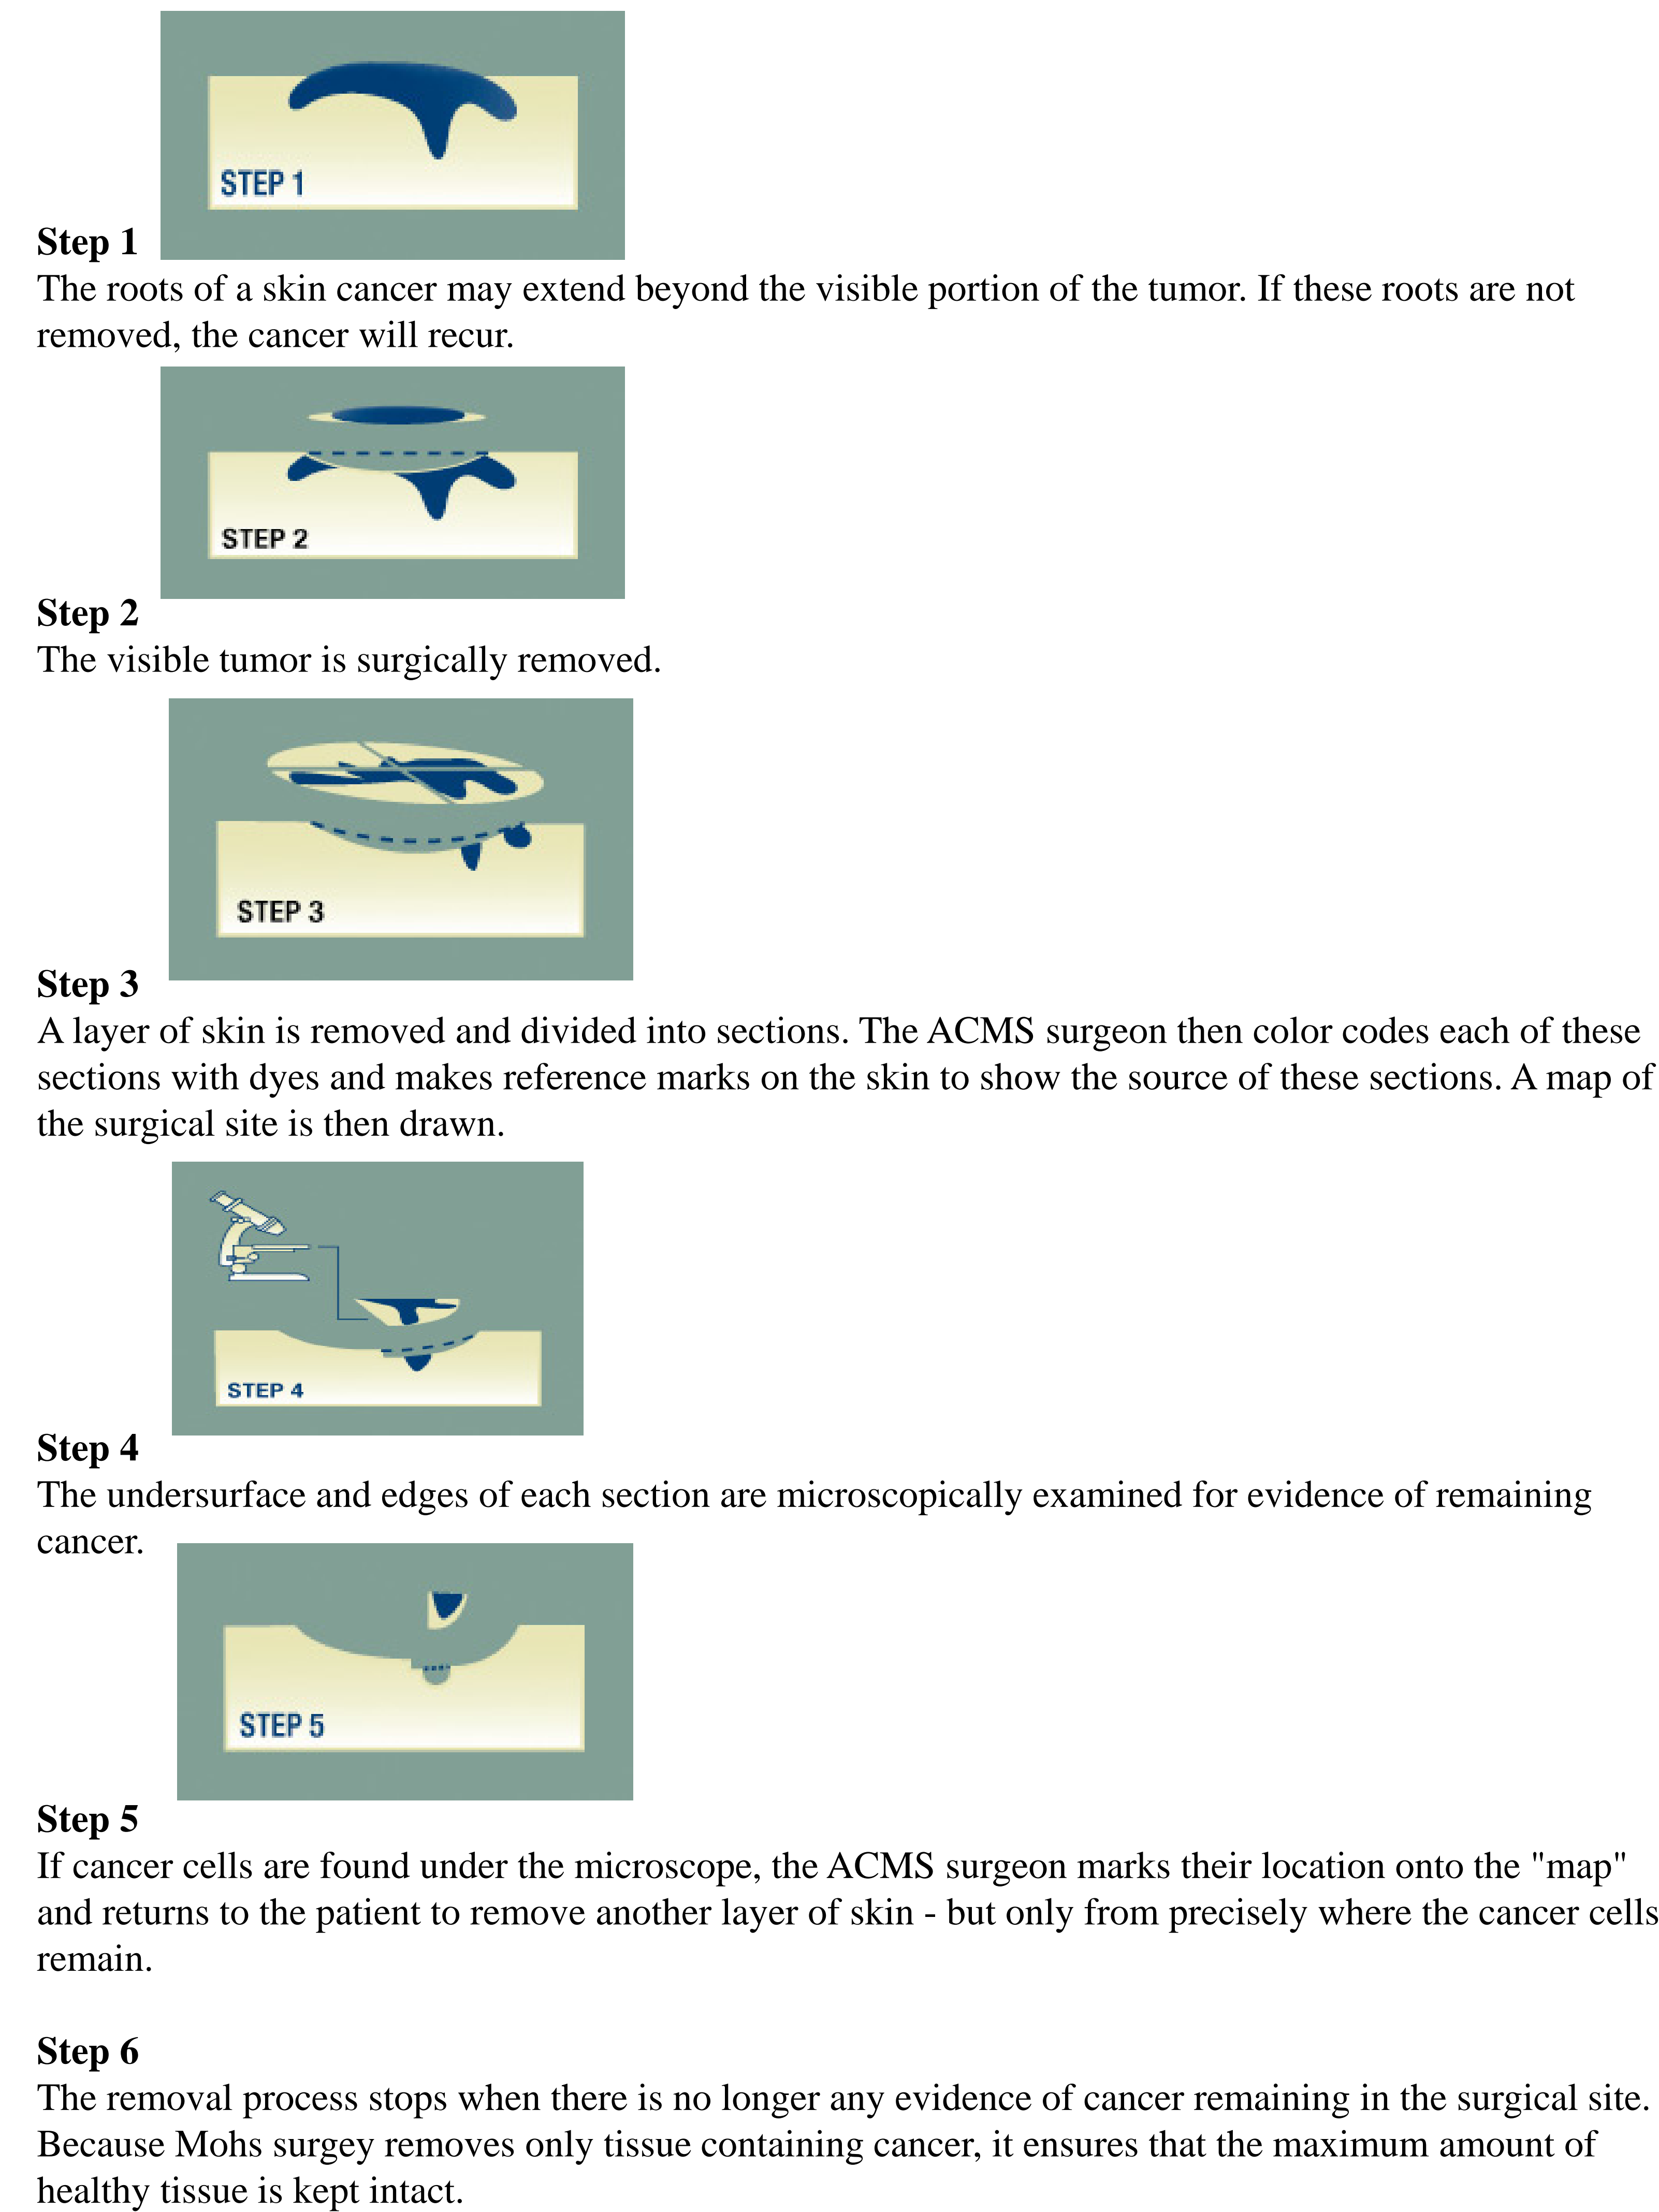 STEP 1
Step 1
The roots of a skin cancer may extend beyond the visible portion of the tumor. If these roots are not
removed, the cancer will recur.
STEP 2
Step 2
The visible tumor is surgically removed.
STEP 3
Step 3
A layer of skin is removed and divided into sections. The ACMS surgeon then color codes each of these
sections with dyes and makes reference marks on the skin to show the source of these sections. A map of
the surgical site is then drawn.
STEP 4
Step 4
The undersurface and edges of each section are microscopically examined for evidence of remaining
cancer.
STEP 5
Step 5
If cancer cells are found under the microscope, the ACMS surgeon marks their location onto the "map"
and returns to the patient to remove another layer of skin - but only from precisely where the cancer cells
remain.
Step 6
The removal process stops when there is no longer any evidence of cancer remaining in the surgical site.
Because Mohs surgey removes only tissue containing cancer, it ensures that the maximum amount of
healthy tissue is kept intact.